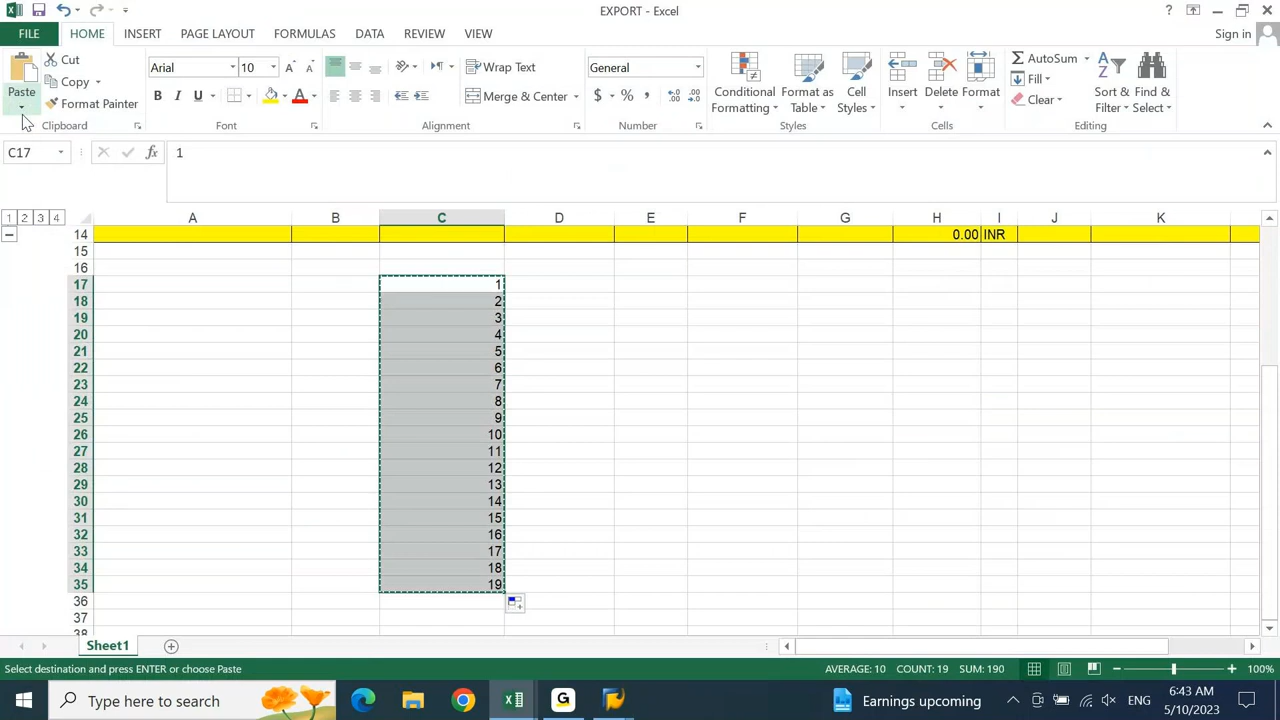 EXPORT - Excel
FILE HOME INSERT PAGE LAYOUT FORMULAS DATA REVIEW VIEW Sign in
Paste Cut Copy Format Painter Clipboard
Arial 10 B I U A Font
Wrap Text Merge & Center Alignment
General $ % , Number
Conditional Formatting Format as Table Cell Styles Styles
Insert Delete Format Cells
AutoSum Fill Clear Sort & Filter Find & Select Editing
C17 fx 1
1 2 3 4 A B C D E F G H I J K
14 0.00 INR
15
16
17 1
18 2
19 3
20 4
21 5
22 6
23 7
24 8
25 9
26 10
27 11
28 12
29 13
30 14
31 15
32 16
33 17
34 18
35 19
36
37
38
Sheet1
Select destination and press ENTER or choose Paste AVERAGE: 10 COUNT: 19 SUM: 190 100%
Type here to search Earnings upcoming ENG 6:43 AM
5/10/2023